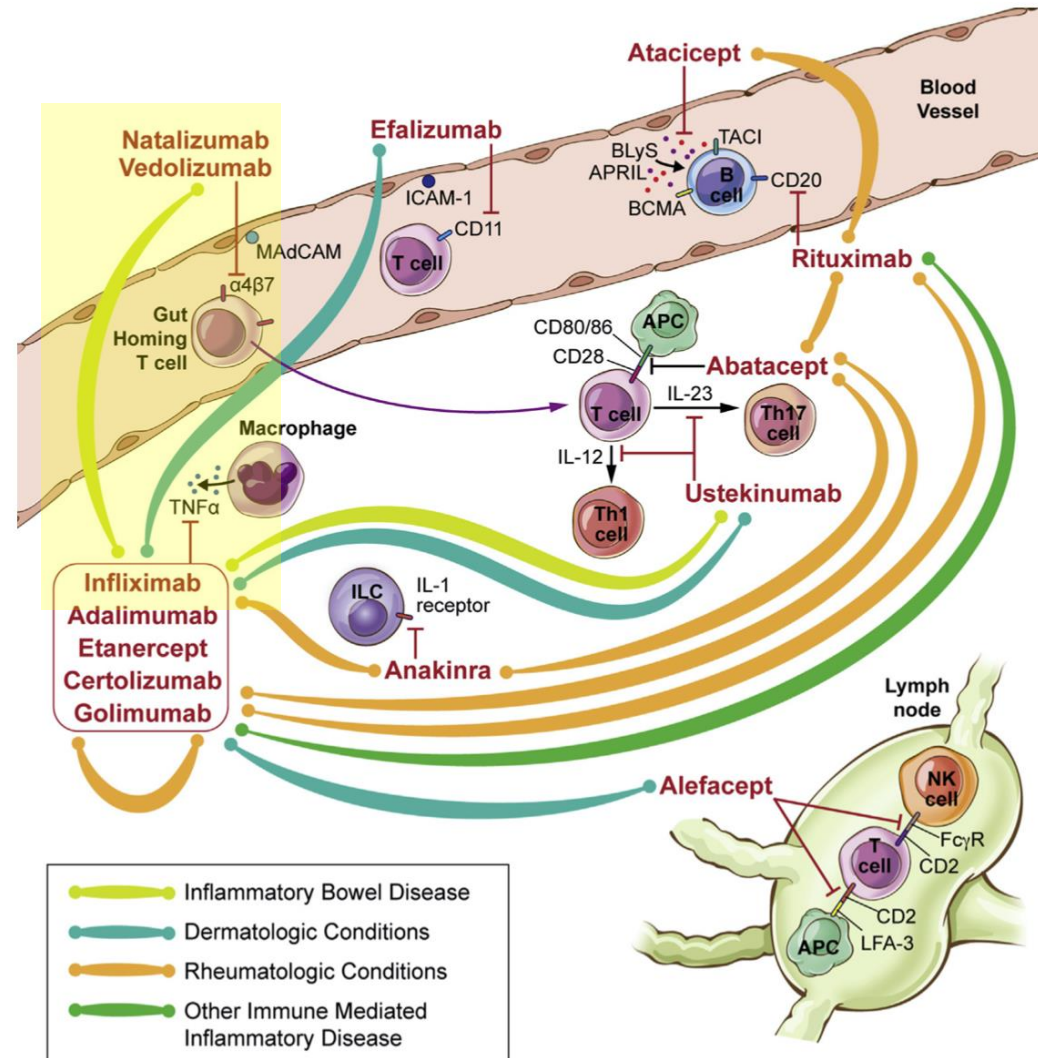 Atacicept
Blood
Vessel
Natalizumab
Vedolizumab
Efalizumab
TACI
BLyS
APRIL
B
cell
CD20
BCMA
ICAM-1
CD11
T cell
MAdCAM
α4β7
Rituximab
Gut
Homing
T cell
CD80/86
APC
CD28
Abatacept
T cell
IL-23
Th17
cell
Macrophage
IL-12
TNFα
Ustekinumab
Th1
cell
Infliximab
Adalimumab
Etanercept
Certolizumab
Golimumab
ILC
IL-1
receptor
Anakinra
Lymph
node
Alefacept
NK
cell
FcγR
T
cell
CD2
CD2
LFA-3
APC
Inflammatory Bowel Disease
Dermatologic Conditions
Rheumatologic Conditions
Other Immune Mediated
Inflammatory Disease